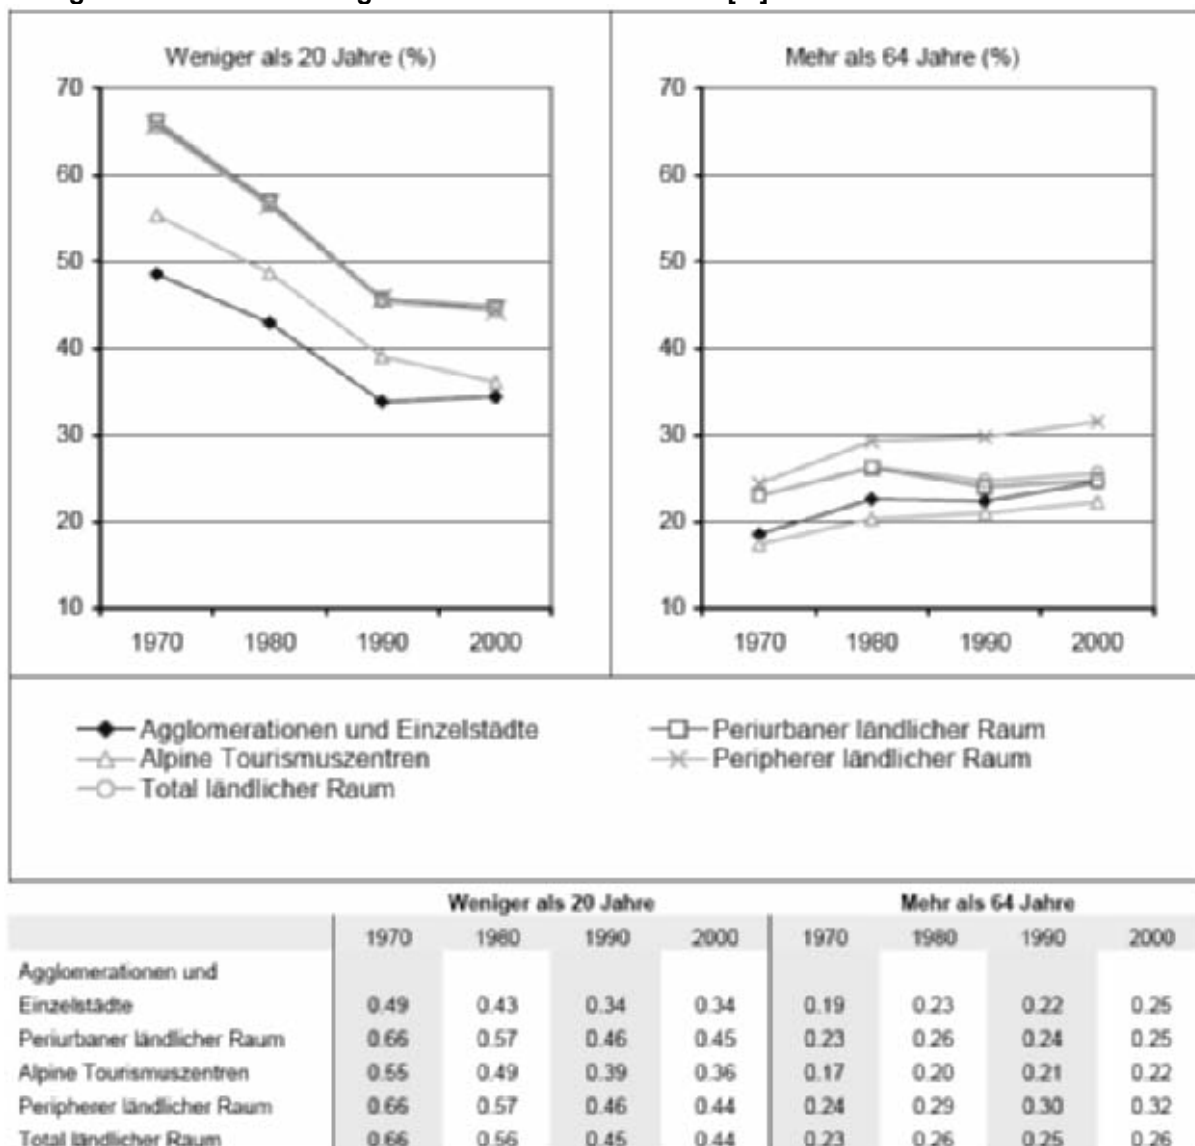 Weniger als 20 Jahre (%)
70
60
50
40
30
20
10
1970 1980 1990 2000
Mehr als 64 Jahre (%)
70
60
50
40
30
20
10
1970 1980 1990 2000
Agglomerationen und Einzelstädte
Periurbaner ländlicher Raum
Alpine Tourismuszentren
Peripherer ländlicher Raum
Total ländlicher Raum
Weniger als 20 Jahre Mehr als 64 Jahre
1970 1980 1990 2000 1970 1980 1990 2000
Agglomerationen und
Einzelstädte 0.49 0.43 0.34 0.34 0.19 0.23 0.22 0.25
Periurbaner ländlicher Raum 0.66 0.57 0.46 0.45 0.23 0.26 0.24 0.25
Alpine Tourismuszentren 0.55 0.49 0.39 0.36 0.17 0.20 0.21 0.22
Peripherer ländlicher Raum 0.66 0.57 0.46 0.44 0.24 0.29 0.30 0.32
Total ländlicher Raum 0.66 0.56 0.45 0.44 0.23 0.26 0.25 0.26